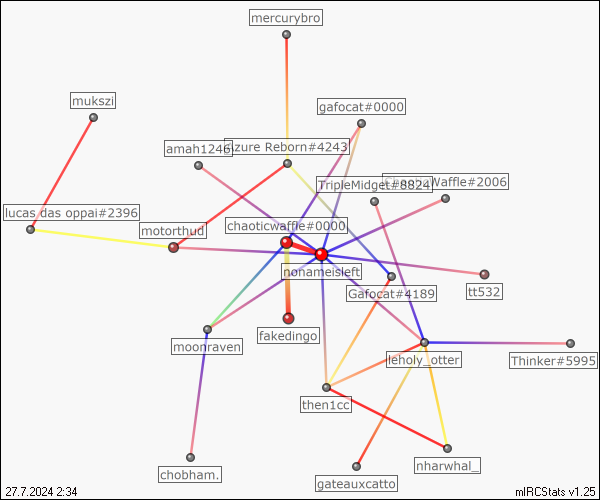 mercurybro
mukszi
gafocat#0000
amah1246
Azure Reborn#4243
TripleMidget#8824
Waffle#2006
lucas das oppai#2396
motorthud
chaoticwaffle#0000
nonameisleft
Gafocat#4189
tt532
moonraven
fakedingo
leholy_otter
Thinker#5995
then1cc
chobham.
gateauxcatto
nharwhal_
27.7.2024 2:34
mIRCStats v1.25